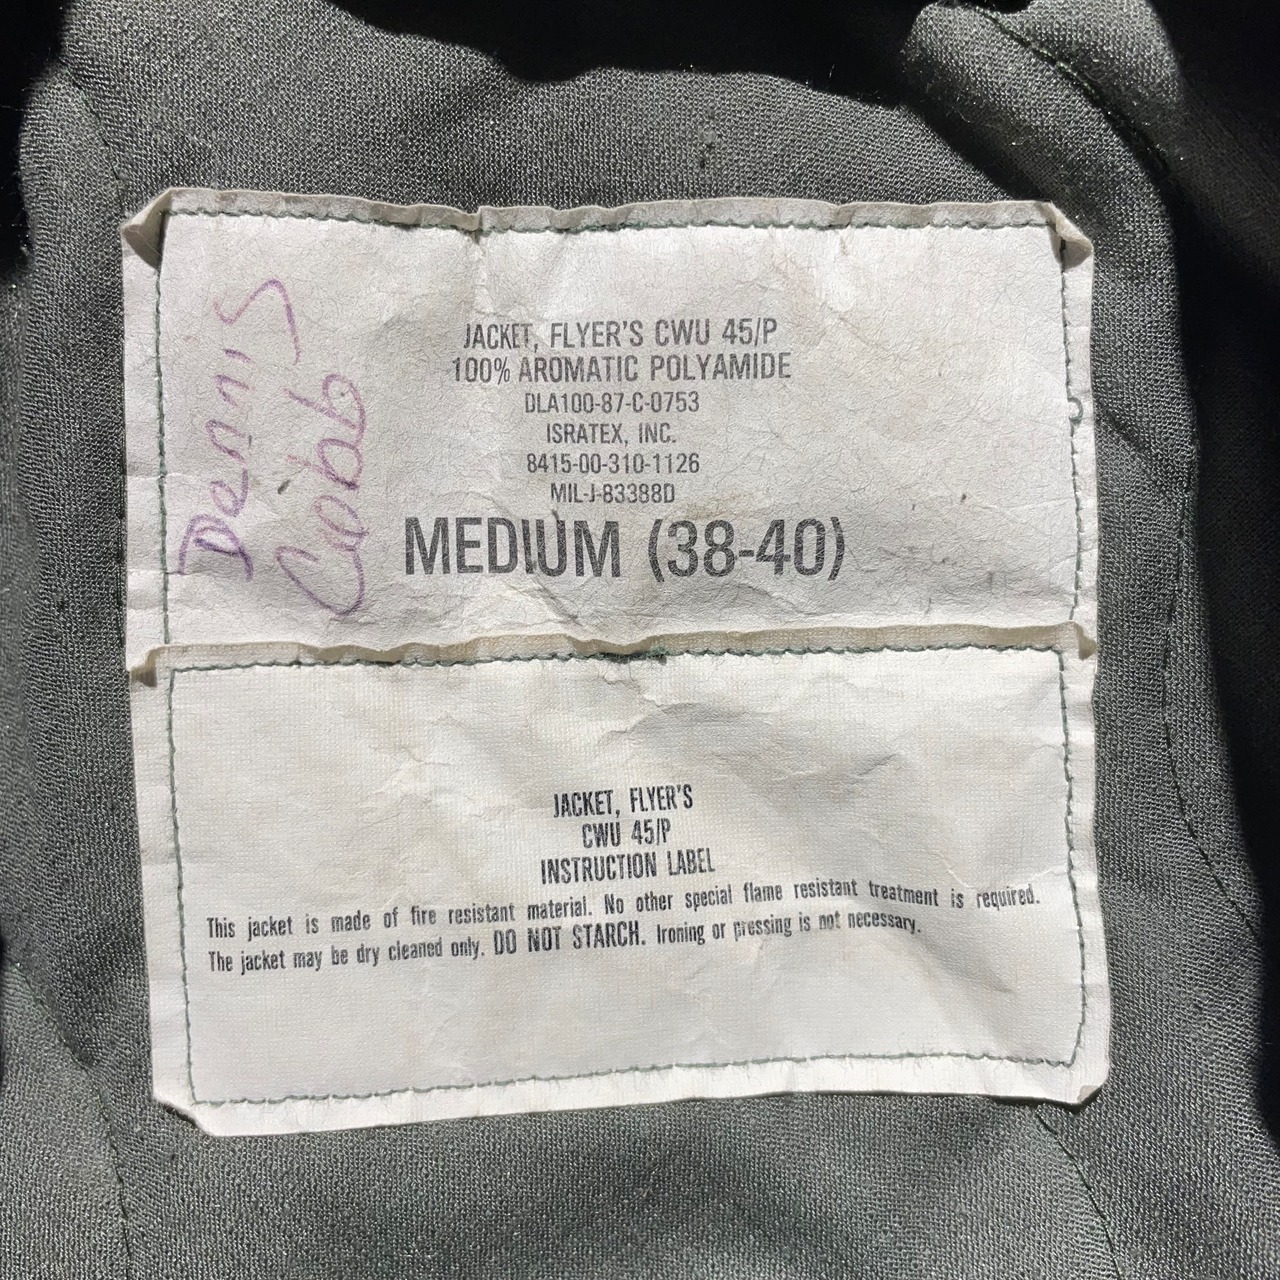 Dennis
Cobb
JACKET, FLYER'S CWU 45/P
100% AROMATIC POLYAMIDE
DLA100-87-C-0753
ISRATEX, INC.
8415-00-310-1126
MIL-J-83388D
MEDIUM (38-40)
JACKET, FLYER'S
CWU 45/P
INSTRUCTION LABEL
This jacket is made of fire resistant material. No other special flame resistant treatment is required.
The jacket may be dry cleaned only. DO NOT STARCH. Ironing or pressing is not necessary.